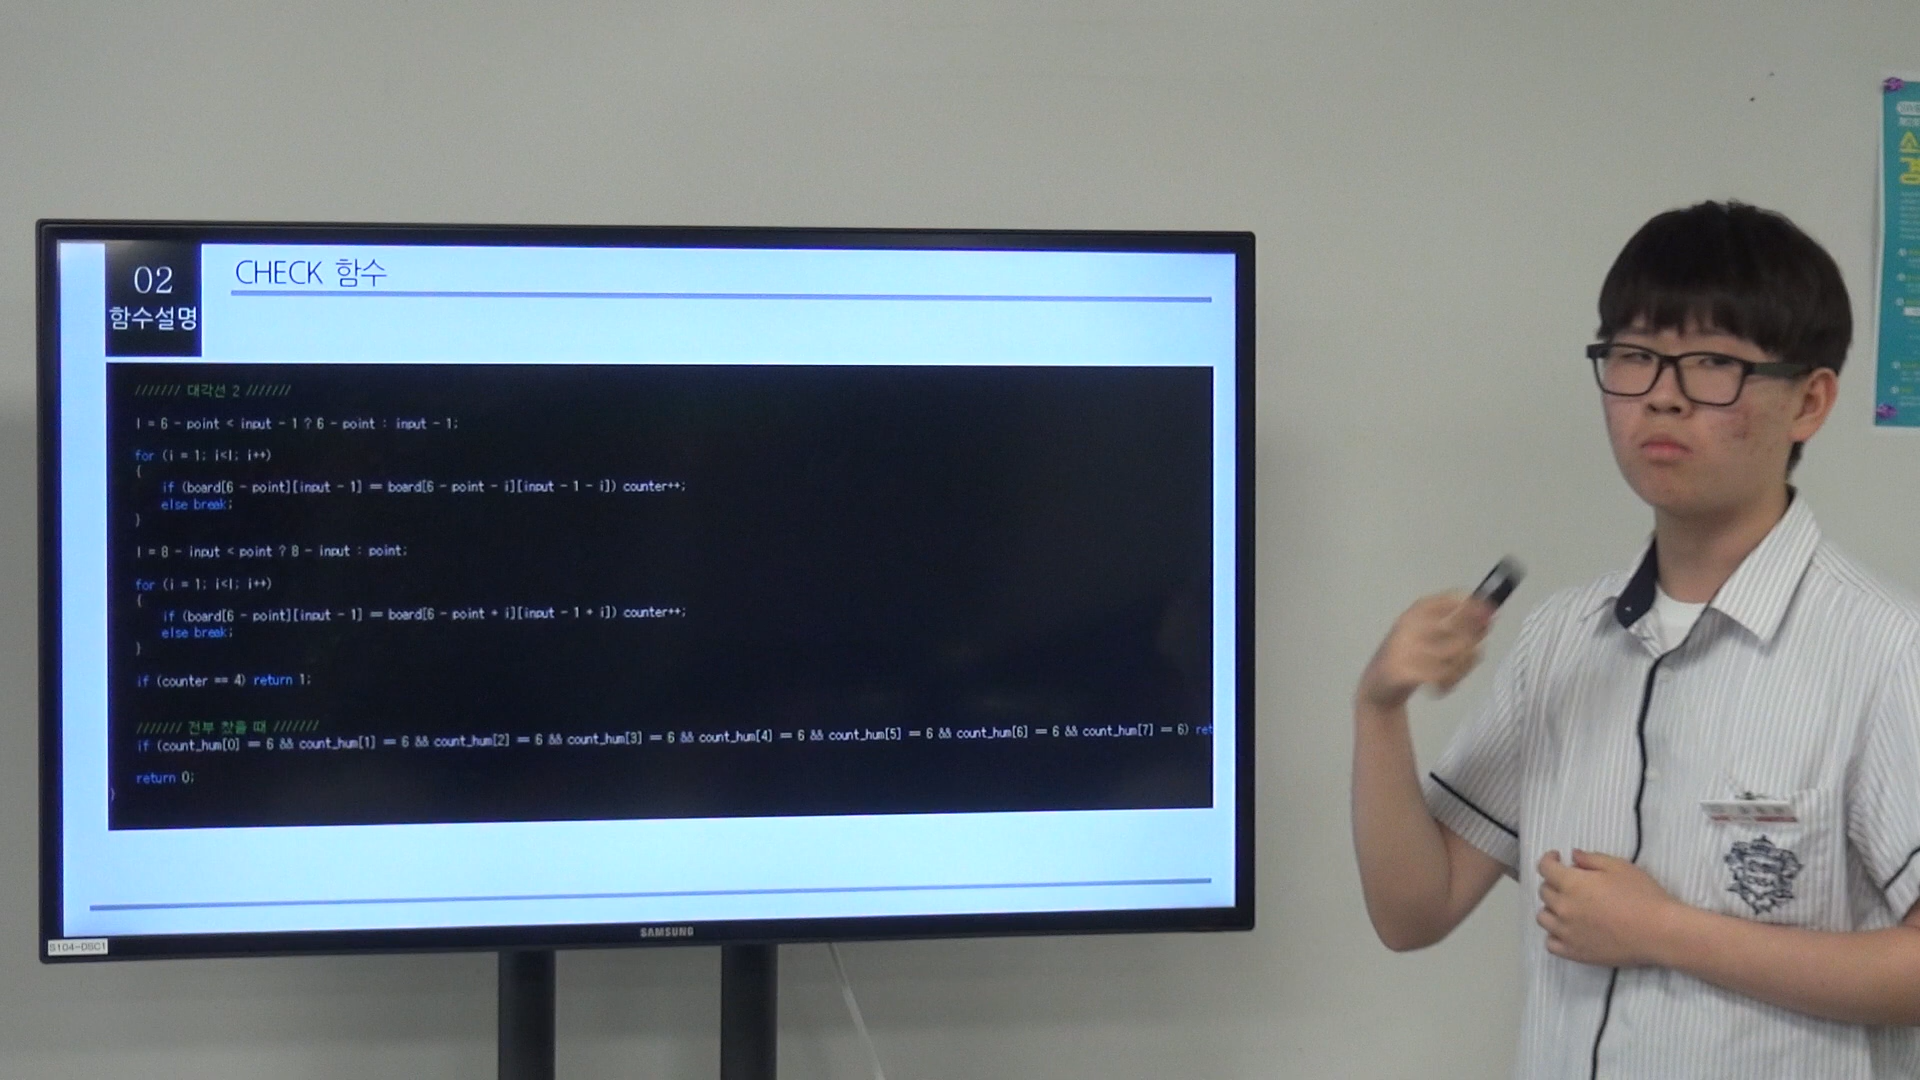 02
함수설명
CHECK 함수
/////// 대각선 2 ///////
l = 6 - point < input - 1 ? 6 - point : input - 1;
for (i = 1; i<l; i++)
{
if (board[6 - point][input - 1] == board[6 - point - i][input - 1 - i]) counter++;
else break;
}
l = 8 - input < point ? 8 - input : point;
for (i = 1; i<l; i++)
{
if (board[6 - point][input - 1] == board[6 - point + i][input - 1 + i]) counter++;
else break;
}
if (counter == 4) return 1;
/////// 전부 찼을 때 ///////
if (count_hum[0] == 6 && count_hum[1] == 6 && count_hum[2] == 6 && count_hum[3] == 6 && count_hum[4] == 6 && count_hum[5] == 6 && count_hum[6] == 6 && count_hum[7] == 6) ret
return 0;
}
SAMSUNG
S104-DSC1
소
경